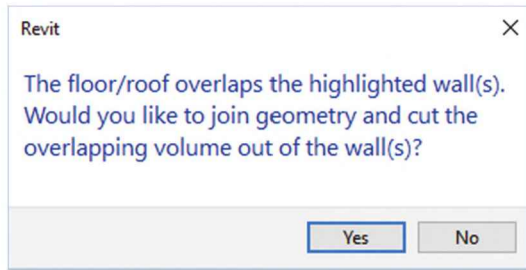 Revit
The floor/roof overlaps the highlighted wall(s).
Would you like to join geometry and cut the
overlapping volume out of the wall(s)?
Yes No